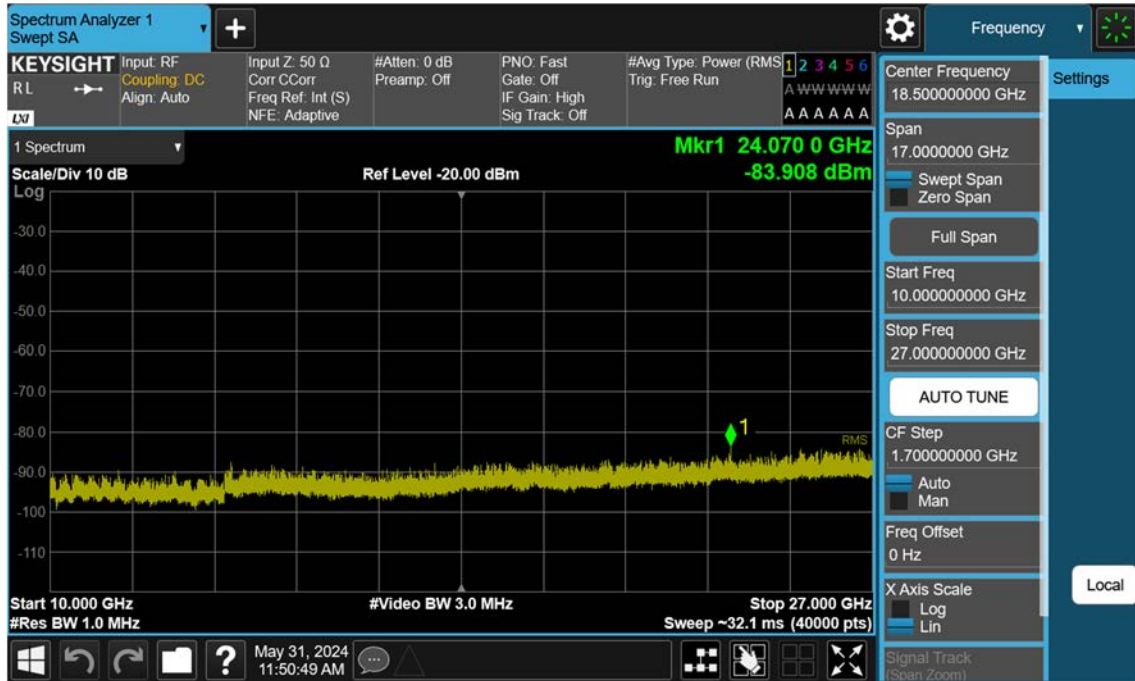 Spectrum Analyzer 1
Swept SA
Frequency
KEYSIGHT
RL
LXI
Input: RF
Coupling: DC
Align: Auto
Input Z: 50 Ω
Corr CCorr
Freq Ref: Int (S)
NFE: Adaptive
#Atten: 0 dB
Preamp: Off
PNO: Fast
Gate: Off
IF Gain: High
Sig Track: Off
#Avg Type: Power (RMS
Trig: Free Run
1 2 3 4 5 6
A W W W W W
A A A A A A
1 Spectrum
Scale/Div 10 dB
Ref Level -20.00 dBm
Mkr1 24.070 0 GHz
-83.908 dBm
Log
-30.0
-40.0
-50.0
-60.0
-70.0
-80.0
-90.0
-100
-110
1
RMS
Start 10.000 GHz
#Video BW 3.0 MHz
Stop 27.000 GHz
#Res BW 1.0 MHz
Sweep ~32.1 ms (40000 pts)
Center Frequency
18.500000000 GHz
Settings
Span
17.0000000 GHz
Swept Span
Zero Span
Full Span
Start Freq
10.000000000 GHz
Stop Freq
27.000000000 GHz
AUTO TUNE
CF Step
1.700000000 GHz
Auto
Man
Freq Offset
0 Hz
X Axis Scale
Log
Lin
Local
Signal Track
(Span Zoom)
?
May 31, 2024
11:50:49 AM